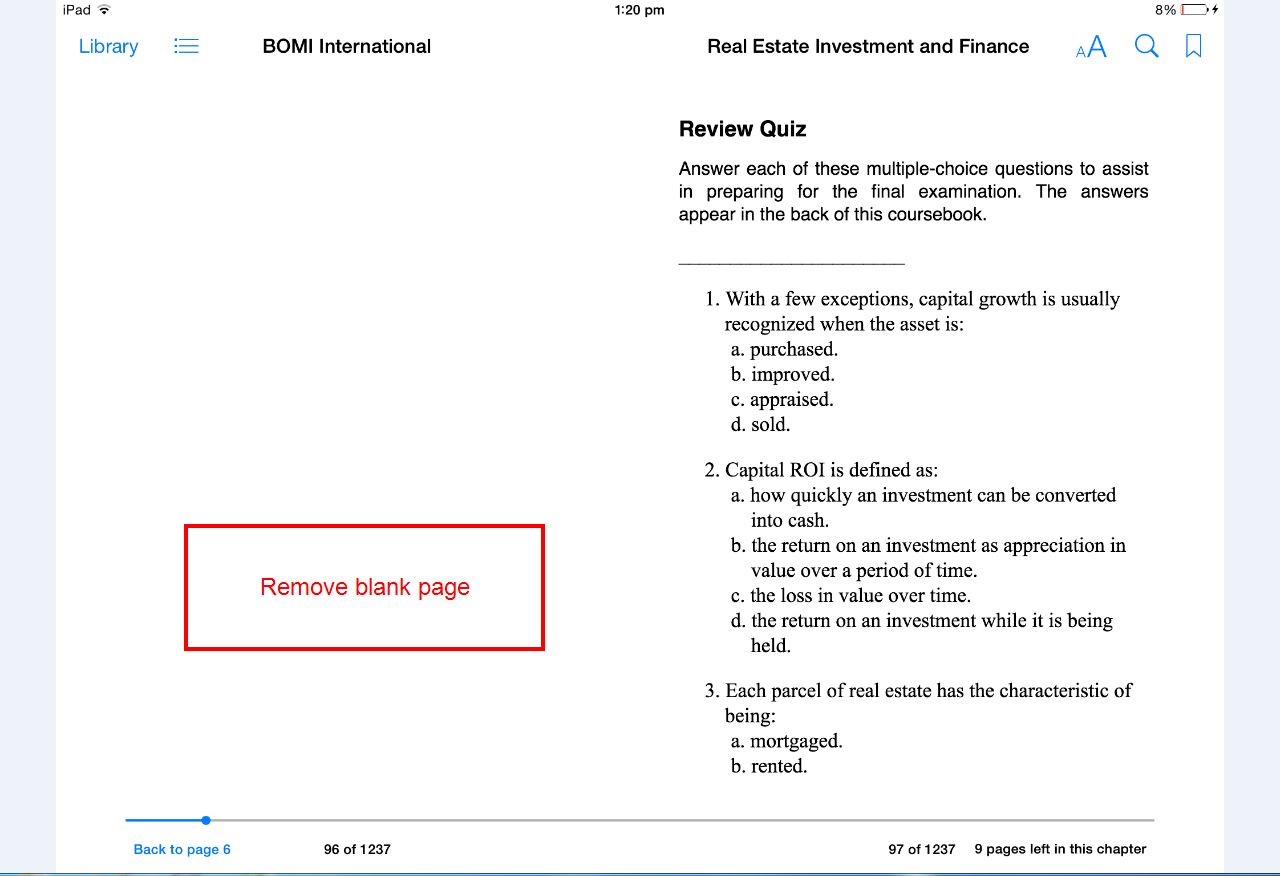 iPad
1:20 pm
8%
Library
BOMI International
Real Estate Investment and Finance
AA
Review Quiz
Answer each of these multiple-choice questions to assist
in preparing for the final examination. The answers
appear in the back of this coursebook.
1. With a few exceptions, capital growth is usually
recognized when the asset is:
a. purchased.
b. improved.
c. appraised.
d. sold.
2. Capital ROI is defined as:
a. how quickly an investment can be converted
into cash.
b. the return on an investment as appreciation in
value over a period of time.
c. the loss in value over time.
d. the return on an investment while it is being
held.
3. Each parcel of real estate has the characteristic of
being:
a. mortgaged.
b. rented.
Remove blank page
Back to page 6
96 of 1237
97 of 1237
9 pages left in this chapter